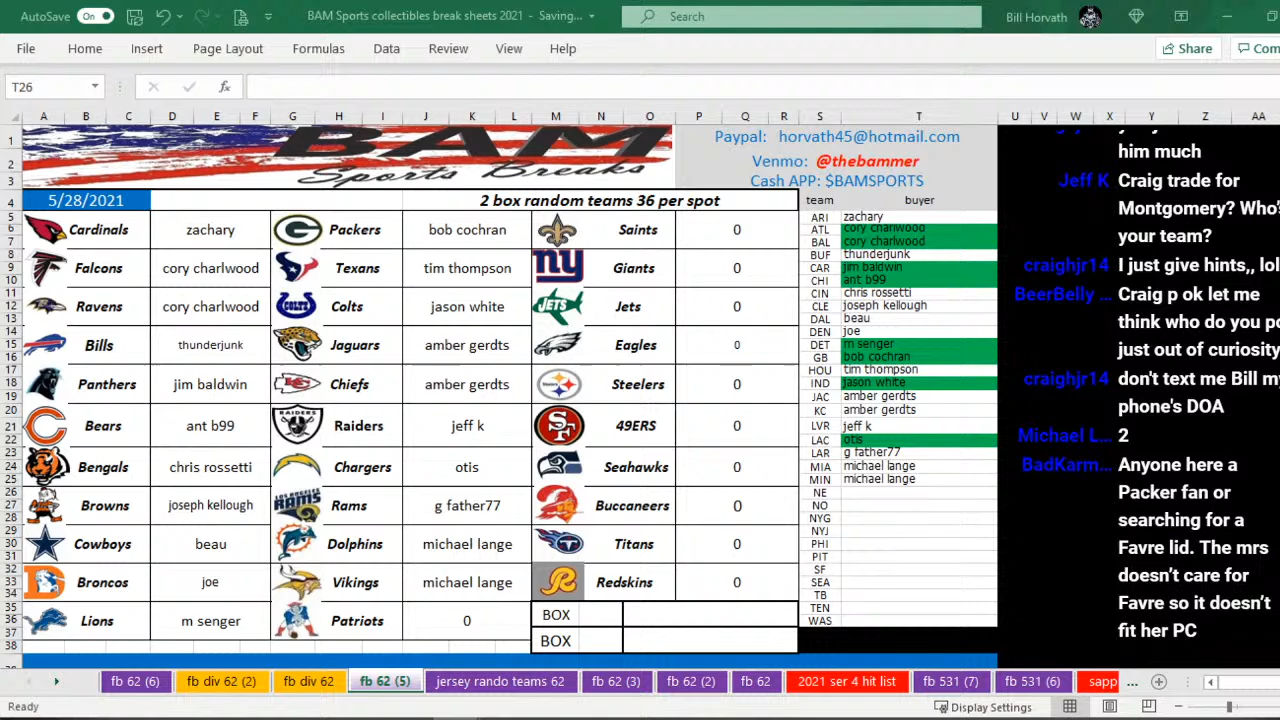 AutoSave On BAM Sports collectibles break sheets 2021 - Saving... Search Bill Horvath
File Home Insert Page Layout Formulas Data Review View Help Share Com
T26 fx
A B C D E F G H I J K L M N O P Q R S T U V W X Y Z AA
BAM
Sports Breaks
Paypal: horvath45@hotmail.com
Venmo: @thebammer
Cash APP: $BAMSPORTS
5/28/2021 2 box random teams 36 per spot team buyer
Cardinals zachary Packers bob cochran Saints 0
Falcons cory charlwood Texans tim thompson Giants 0
Ravens cory charlwood Colts jason white Jets 0
Bills thunderjunk Jaguars amber gerdts Eagles 0
Panthers jim baldwin Chiefs amber gerdts Steelers 0
Bears ant b99 Raiders jeff k 49ERS 0
Bengals chris rossetti Chargers otis Seahawks 0
Browns joseph kellough Rams g father77 Buccaneers 0
Cowboys beau Dolphins michael lange Titans 0
Broncos joe Vikings michael lange Redskins 0
Lions m senger Patriots 0 BOX
BOX
ARI zachary
ATL cory charlwood
BAL cory charlwood
BUF thunderjunk
CAR jim baldwin
CHI ant b99
CIN chris rossetti
CLE joseph kellough
DAL beau
DEN joe
DET m senger
GB bob cochran
HOU tim thompson
IND jason white
JAC amber gerdts
KC amber gerdts
LVR jeff k
LAC otis
LAR g father77
MIA michael lange
MIN michael lange
NE
NO
NYG
NYJ
PHI
PIT
SF
SEA
TB
TEN
WAS
him much
Jeff K Craig trade for
Montgomery? Who's
your team?
craighjr14 I just give hints,, lol
BeerBelly ... Craig p ok let me
think who do you po
just out of curiosity
craighjr14 don't text me Bill my
phone's DOA
Michael L... 2
BadKarm... Anyone here a
Packer fan or
searching for a
Favre lid. The mrs
doesn't care for
Favre so it doesn't
fit her PC
fb 62 (6) fb div 62 (2) fb div 62 fb 62 (5) jersey rando teams 62 fb 62 (3) fb 62 (2) fb 62 2021 ser 4 hit list fb 531 (7) fb 531 (6) sapp ...
Ready Display Settings